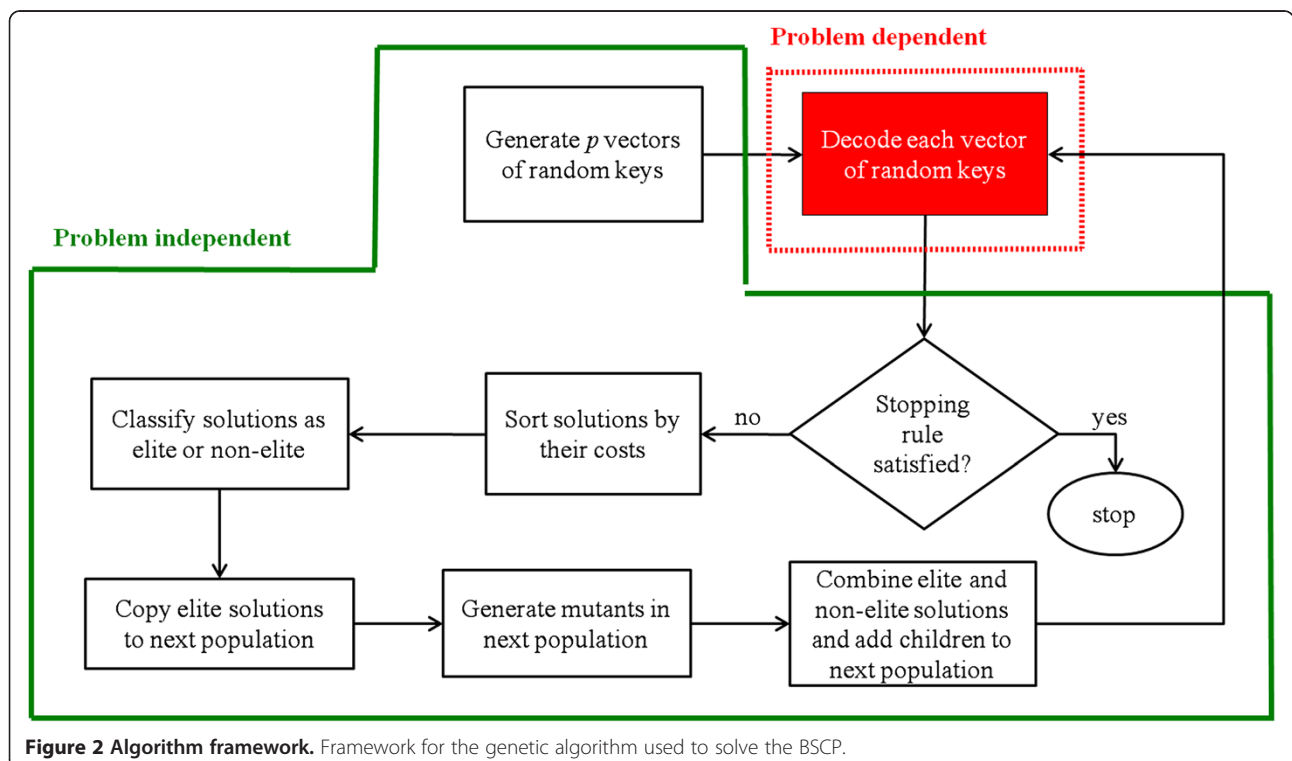 Problem dependent
Generate p vectors
of random keys
Decode each vector
of random keys
Problem independent
Classify solutions as
elite or non-elite
Sort solutions by
their costs
no
Stopping
rule
satisfied?
yes
stop
Copy elite solutions
to next population
Generate mutants in
next population
Combine elite and
non-elite solutions
and add children to
next population
Figure 2 Algorithm framework. Framework for the genetic algorithm used to solve the BSCP.